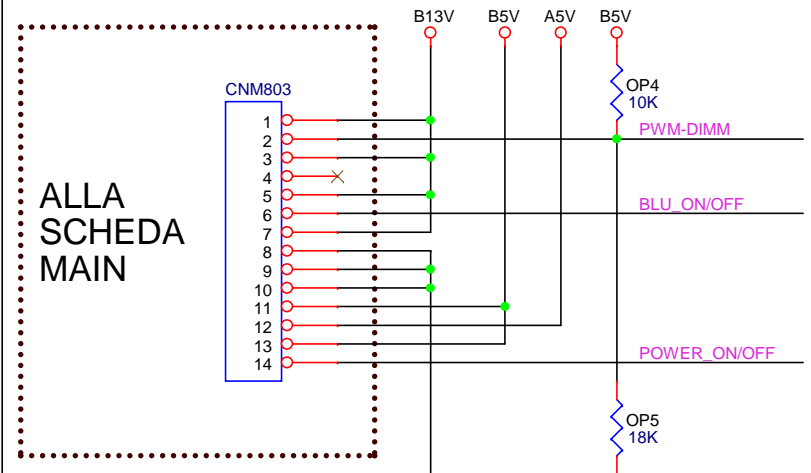 B13V B5V A5V B5V
OP4
10K
CNM803
1
PWM-DIMM
2
3
4
ALLA
SCHEDA
MAIN
5
6
BLU_ON/OFF
7
8
9
10
11
12
13
14
POWER_ON/OFF
OP5
18K